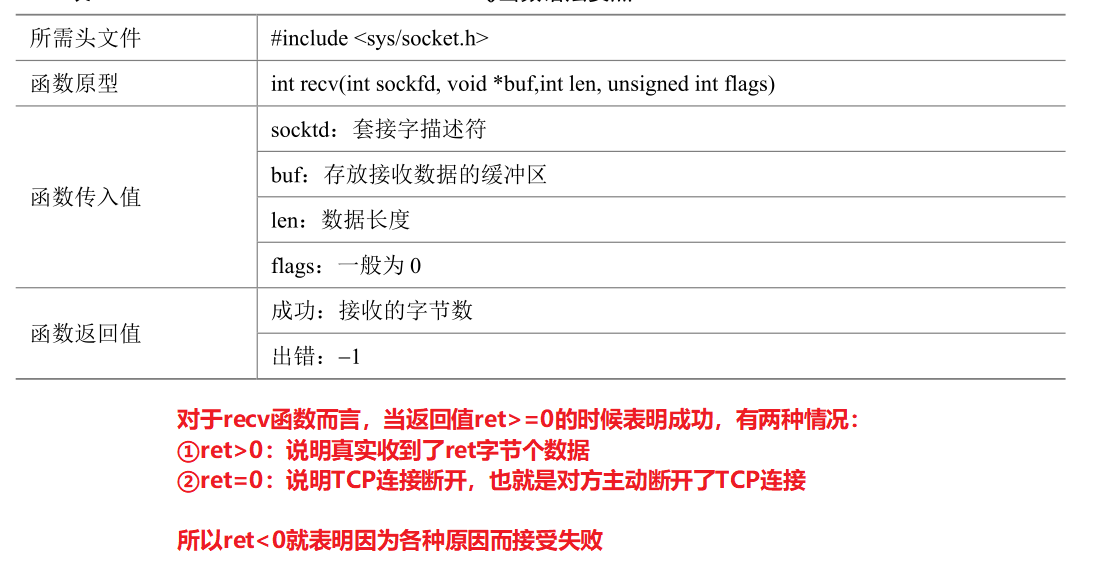 所需头文件
#include <sys/socket.h>
函数原型
int recv(int sockfd, void *buf,int len, unsigned int flags)
函数传入值
socktd：套接字描述符
buf：存放接收数据的缓冲区
len：数据长度
flags：一般为 0
函数返回值
成功：接收的字节数
出错：−1
对于recv函数而言，当返回值ret>=0的时候表明成功，有两种情况：
①ret>0：说明真实收到了ret字节个数据
②ret=0：说明TCP连接断开，也就是对方主动断开了TCP连接
所以ret<0就表明因为各种原因而接受失败